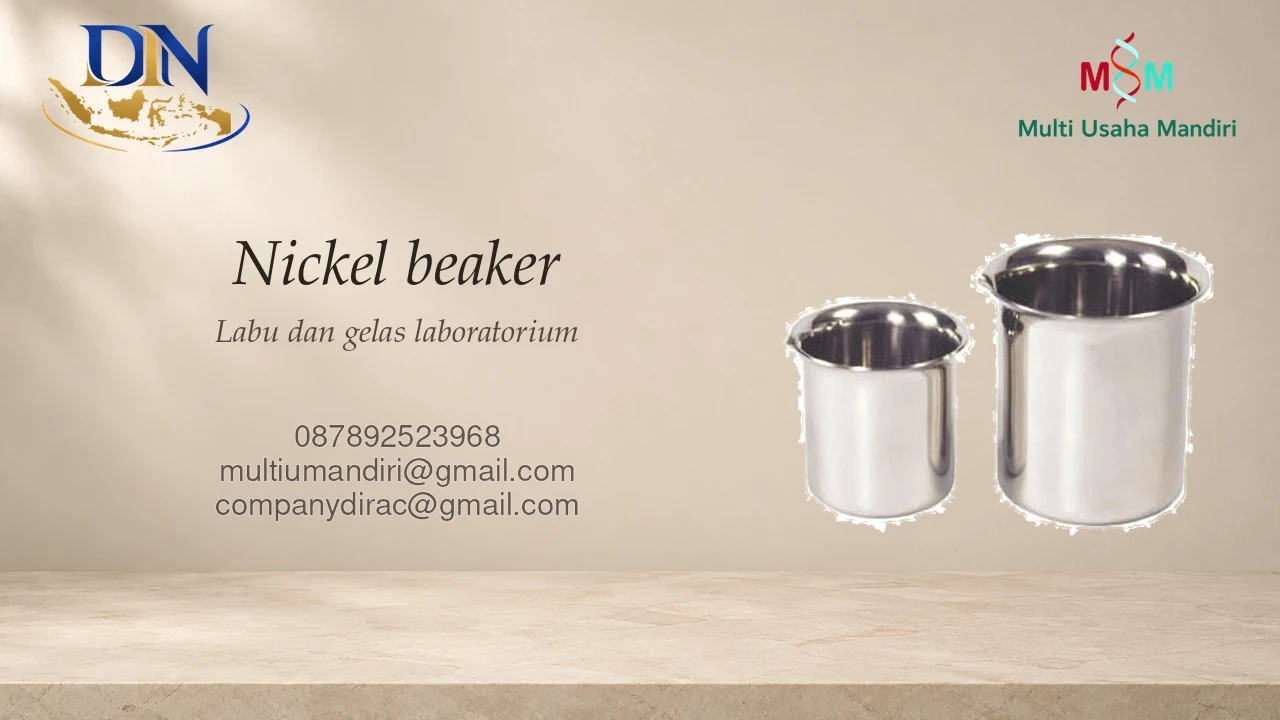 DN
MSM
Multi Usaha Mandiri
Nickel beaker
Labu dan gelas laboratorium
087892523968
multiumandiri@gmail.com
companydirac@gmail.com